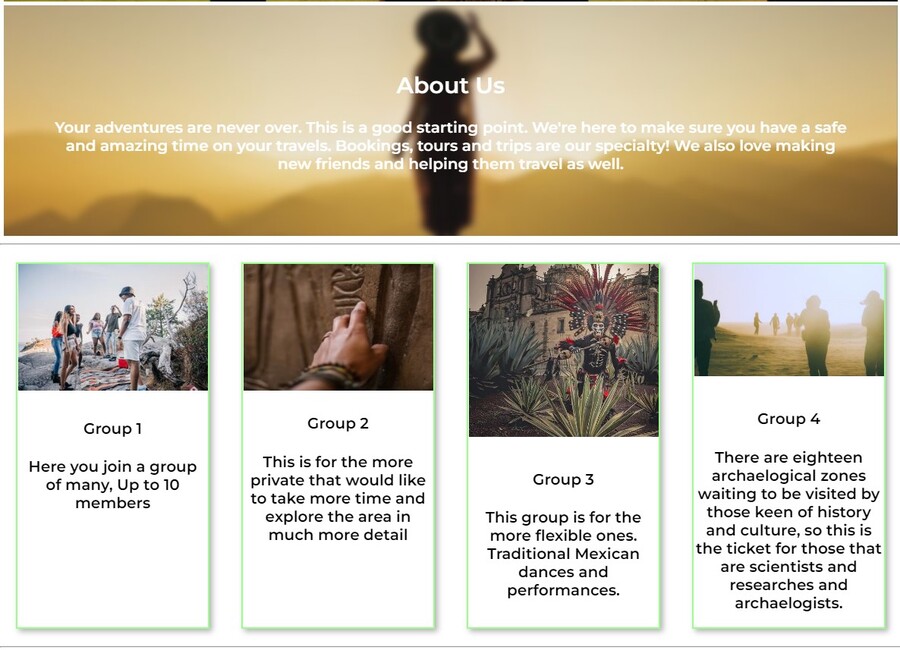 About Us
Your adventures are never over. This is a good starting point. We're here to make sure you have a safe
and amazing time on your travels. Bookings, tours and trips are our specialty! We also love making
new friends and helping them travel as well.
Group 1
Here you join a group
of many, Up to 10
members
Group 2
This is for the more
private that would like
to take more time and
explore the area in
much more detail
Group 3
This group is for the
more flexible ones.
Traditional Mexican
dances and
performances.
Group 4
There are eighteen
archaelogical zones
waiting to be visited by
those keen of history
and culture, so this is
the ticket for those that
are scientists and
researches and
archaelogists.